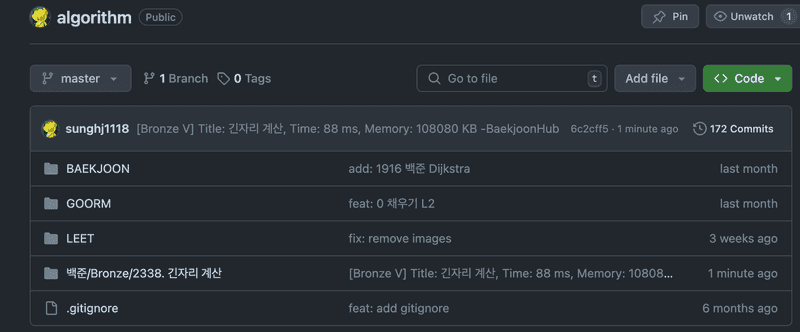 algorithm Public Pin Unwatch 1
master 1 Branch 0 Tags Go to file t Add file Code
sunghj1118 [Bronze V] Title: 긴자리 계산, Time: 88 ms, Memory: 108080 KB -BaekjoonHub 6c2cff5 · 1 minute ago 172 Commits
BAEKJOON add: 1916 백준 Dijkstra last month
GOORM feat: 0 채우기 L2 last month
LEET fix: remove images 3 weeks ago
백준/Bronze/2338. 긴자리 계산 [Bronze V] Title: 긴자리 계산, Time: 88 ms, Memory: 10808... 1 minute ago
.gitignore feat: add gitignore 6 months ago